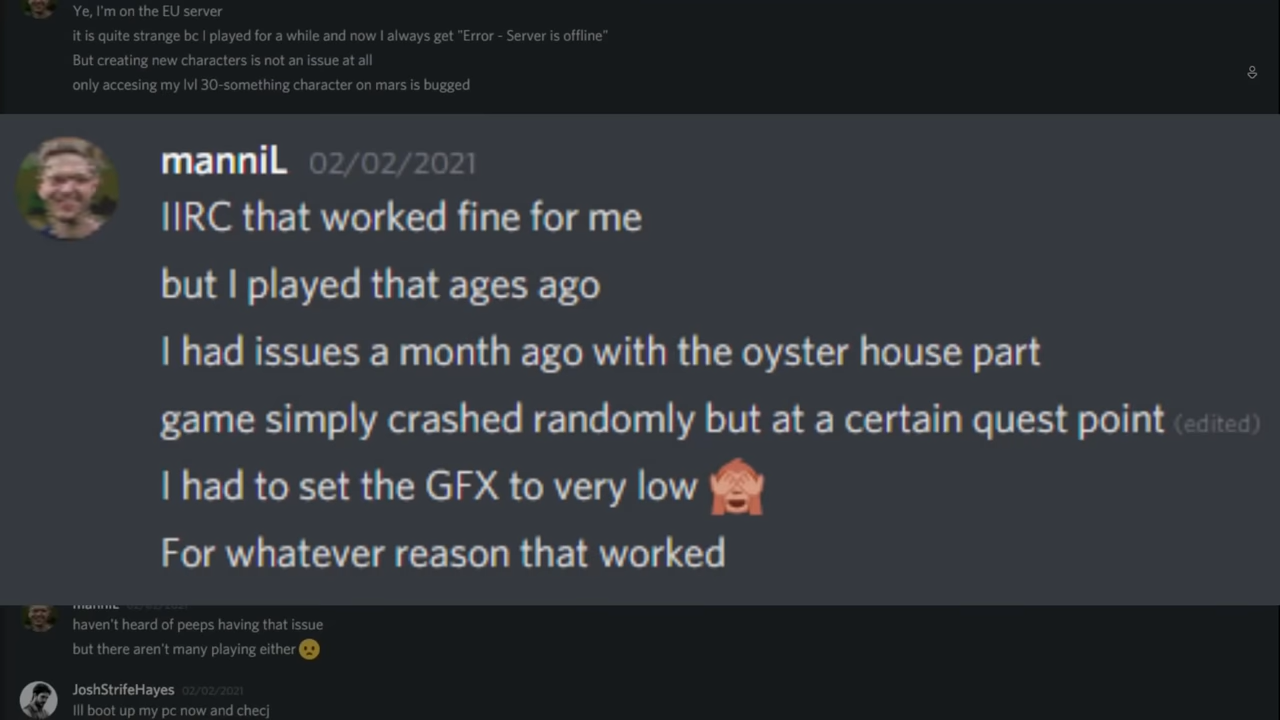 Ye, I'm on the EU server
it is quite strange bc I played for a while and now I always get "Error - Server is offline"
But creating new characters is not an issue at all
only accesing my lvl 30-something character on mars is bugged
manniL 02/02/2021
IIRC that worked fine for me
but I played that ages ago
I had issues a month ago with the oyster house part
game simply crashed randomly but at a certain quest point (edited)
I had to set the GFX to very low 🙈
For whatever reason that worked
manniL 02/02/2021
haven't heard of peeps having that issue
but there aren't many playing either 😦
JoshStrifeHayes 02/02/2021
Ill boot up my pc now and checj